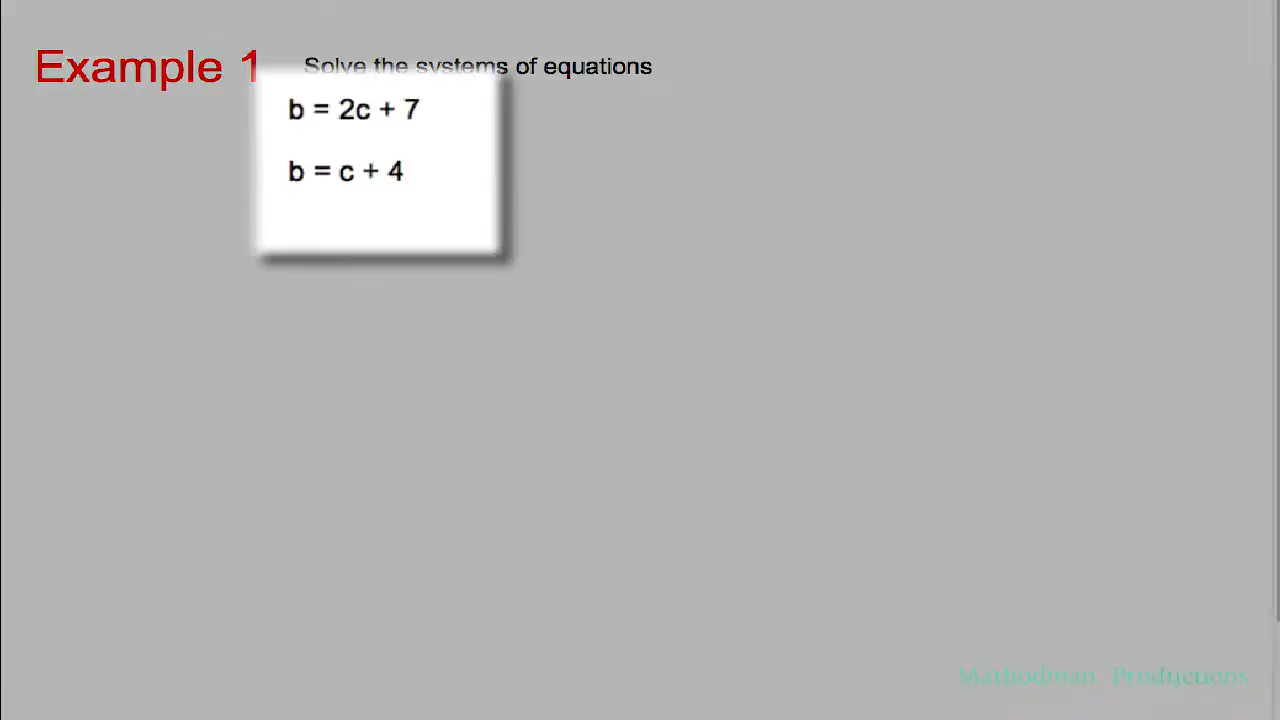 Example 1 Solve the systems of equations
b = 2c + 7
b = c + 4
Mathodman Productions